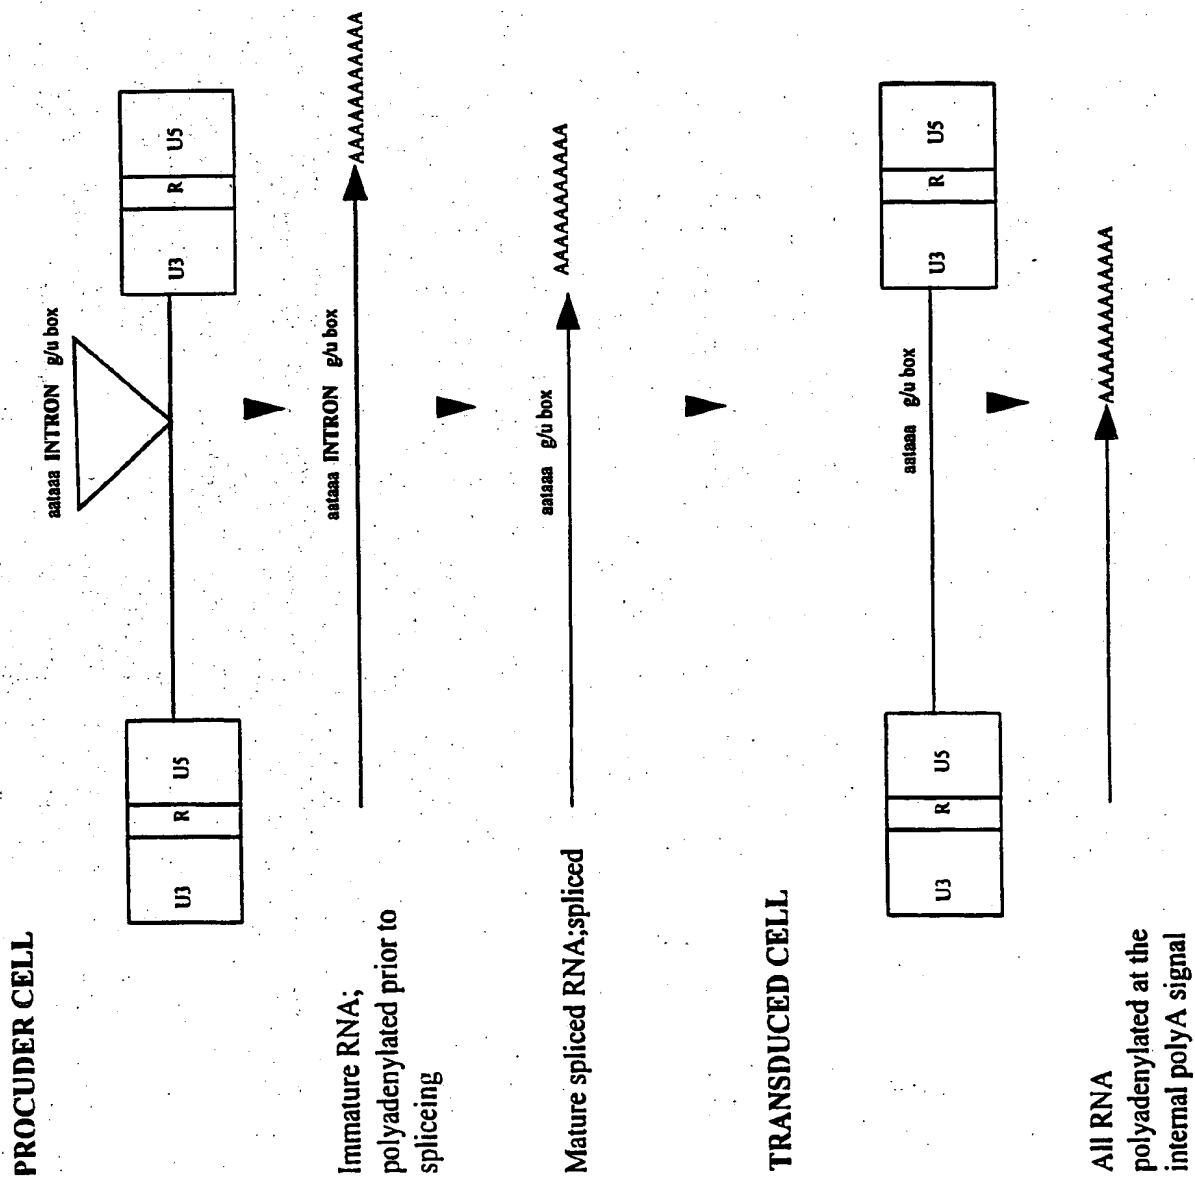 PROCUDER CELL
aataaa INTRON g/u box
U3 R U5
U3 R U5
Immature RNA;
polyadenylated prior to
spliceing
aataaa INTRON g/u box
AAAAAAAAAAAA
Mature spliced RNA;spliced
aataaa g/u box
AAAAAAAAAAAA
TRANSDUCED CELL
aataaa g/u box
U3 R U5
U3 R U5
All RNA
polyadenylated at the
internal polyA signal
AAAAAAAAAAAAA